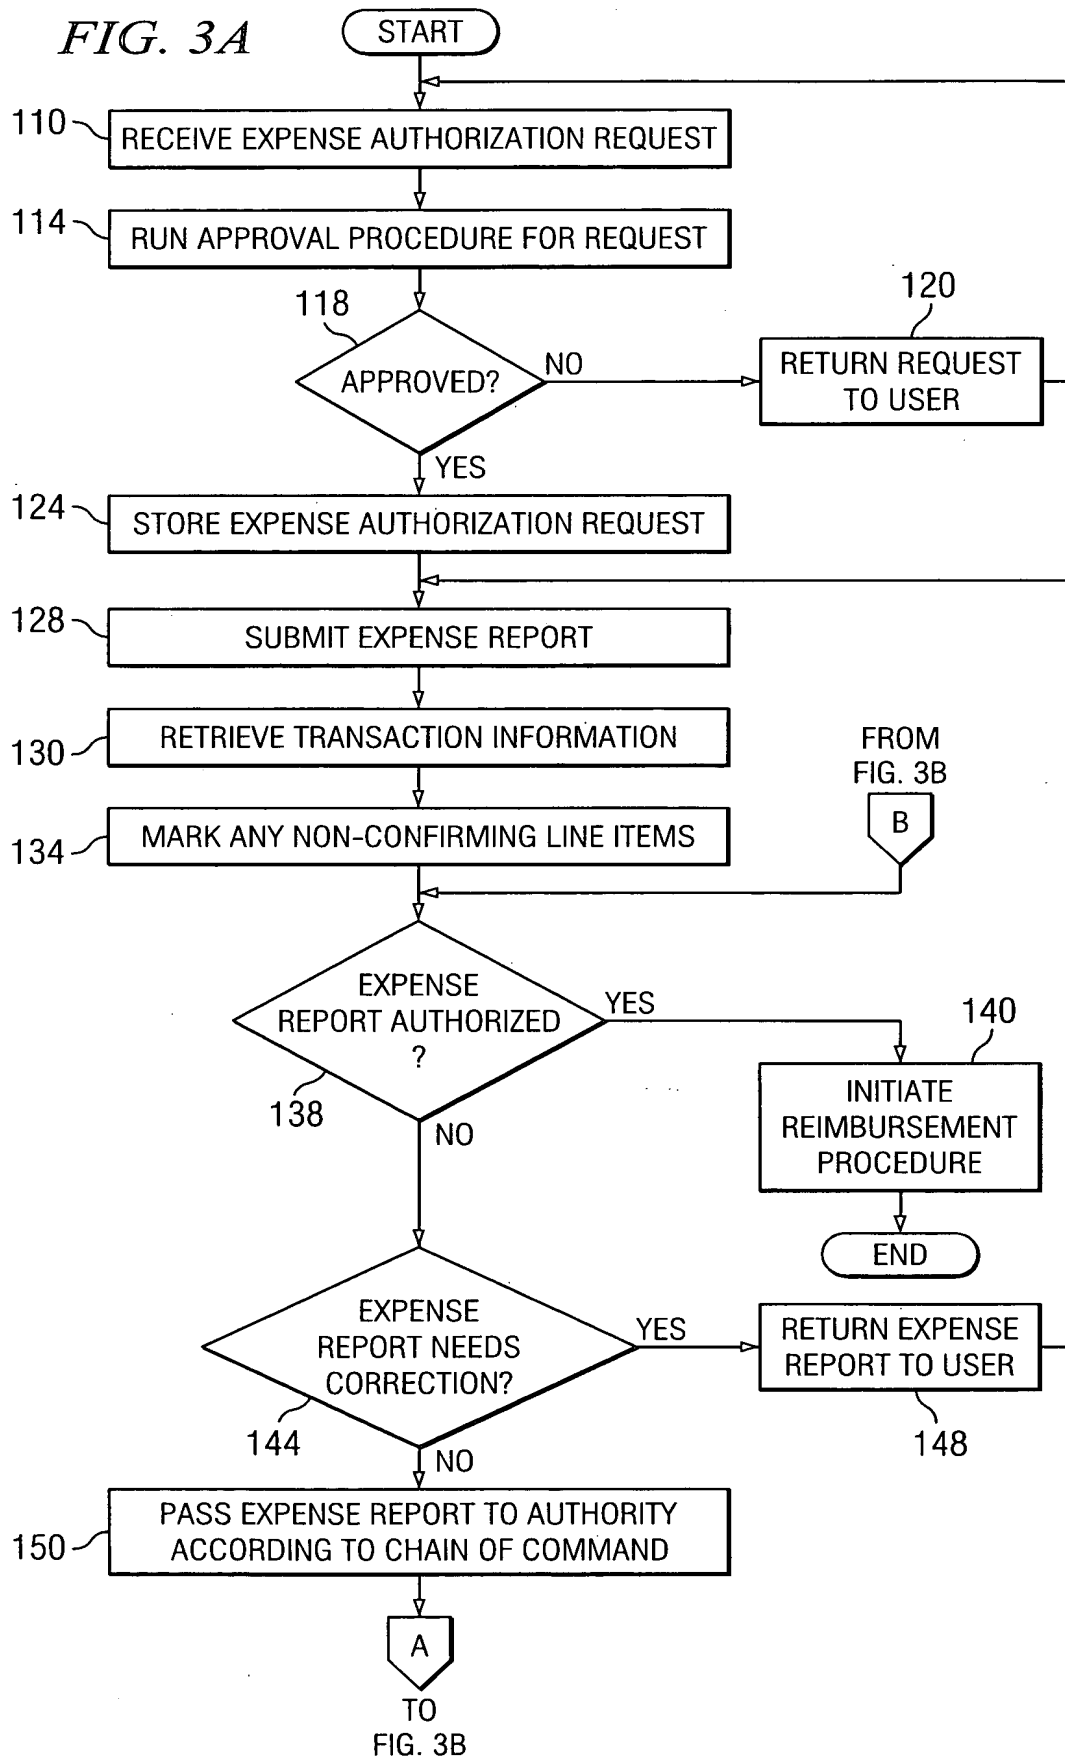 FIG. 3A
START
110
RECEIVE EXPENSE AUTHORIZATION REQUEST
114
RUN APPROVAL PROCEDURE FOR REQUEST
118
APPROVED?
NO
120
RETURN REQUEST
TO USER
YES
124
STORE EXPENSE AUTHORIZATION REQUEST
128
SUBMIT EXPENSE REPORT
130
RETRIEVE TRANSACTION INFORMATION
FROM
FIG. 3B
B
134
MARK ANY NON-CONFIRMING LINE ITEMS
EXPENSE
REPORT AUTHORIZED
?
138
YES
140
INITIATE
REIMBURSEMENT
PROCEDURE
END
NO
EXPENSE
REPORT NEEDS
CORRECTION?
144
YES
RETURN EXPENSE
REPORT TO USER
148
NO
150
PASS EXPENSE REPORT TO AUTHORITY
ACCORDING TO CHAIN OF COMMAND
A
TO
FIG. 3B